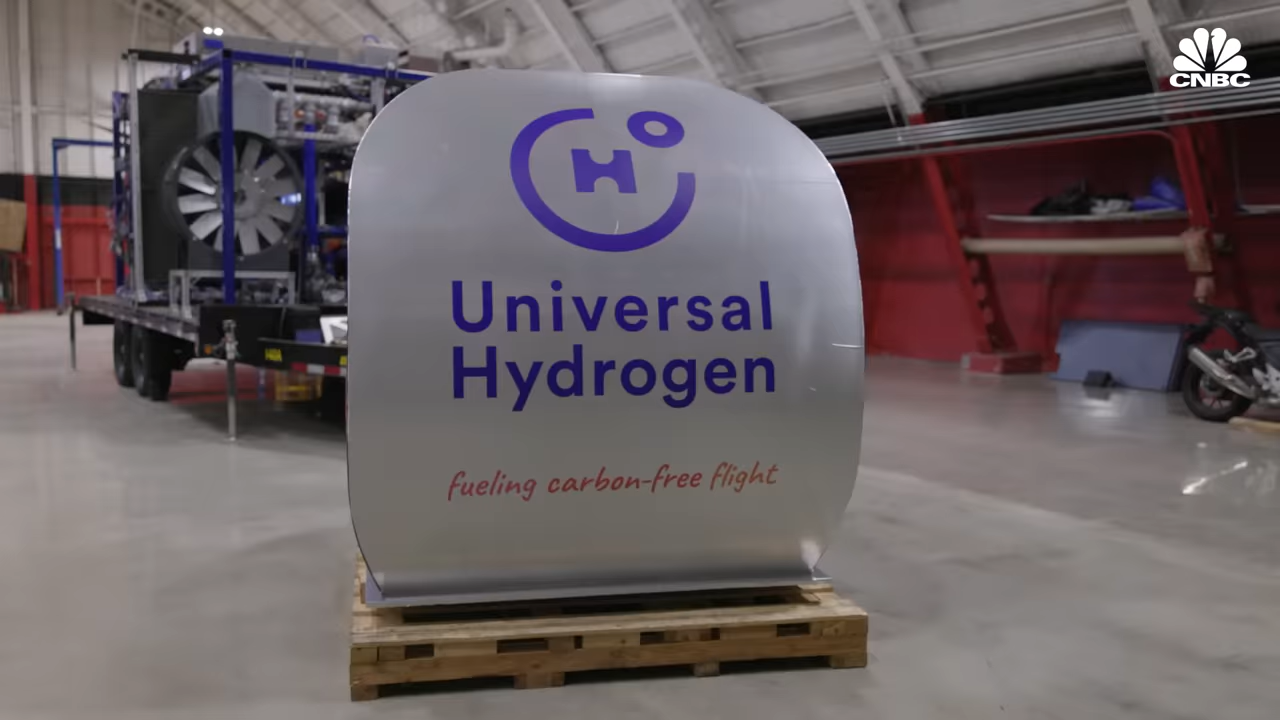 CNBC
H
Universal
Hydrogen
fueling carbon-free flight